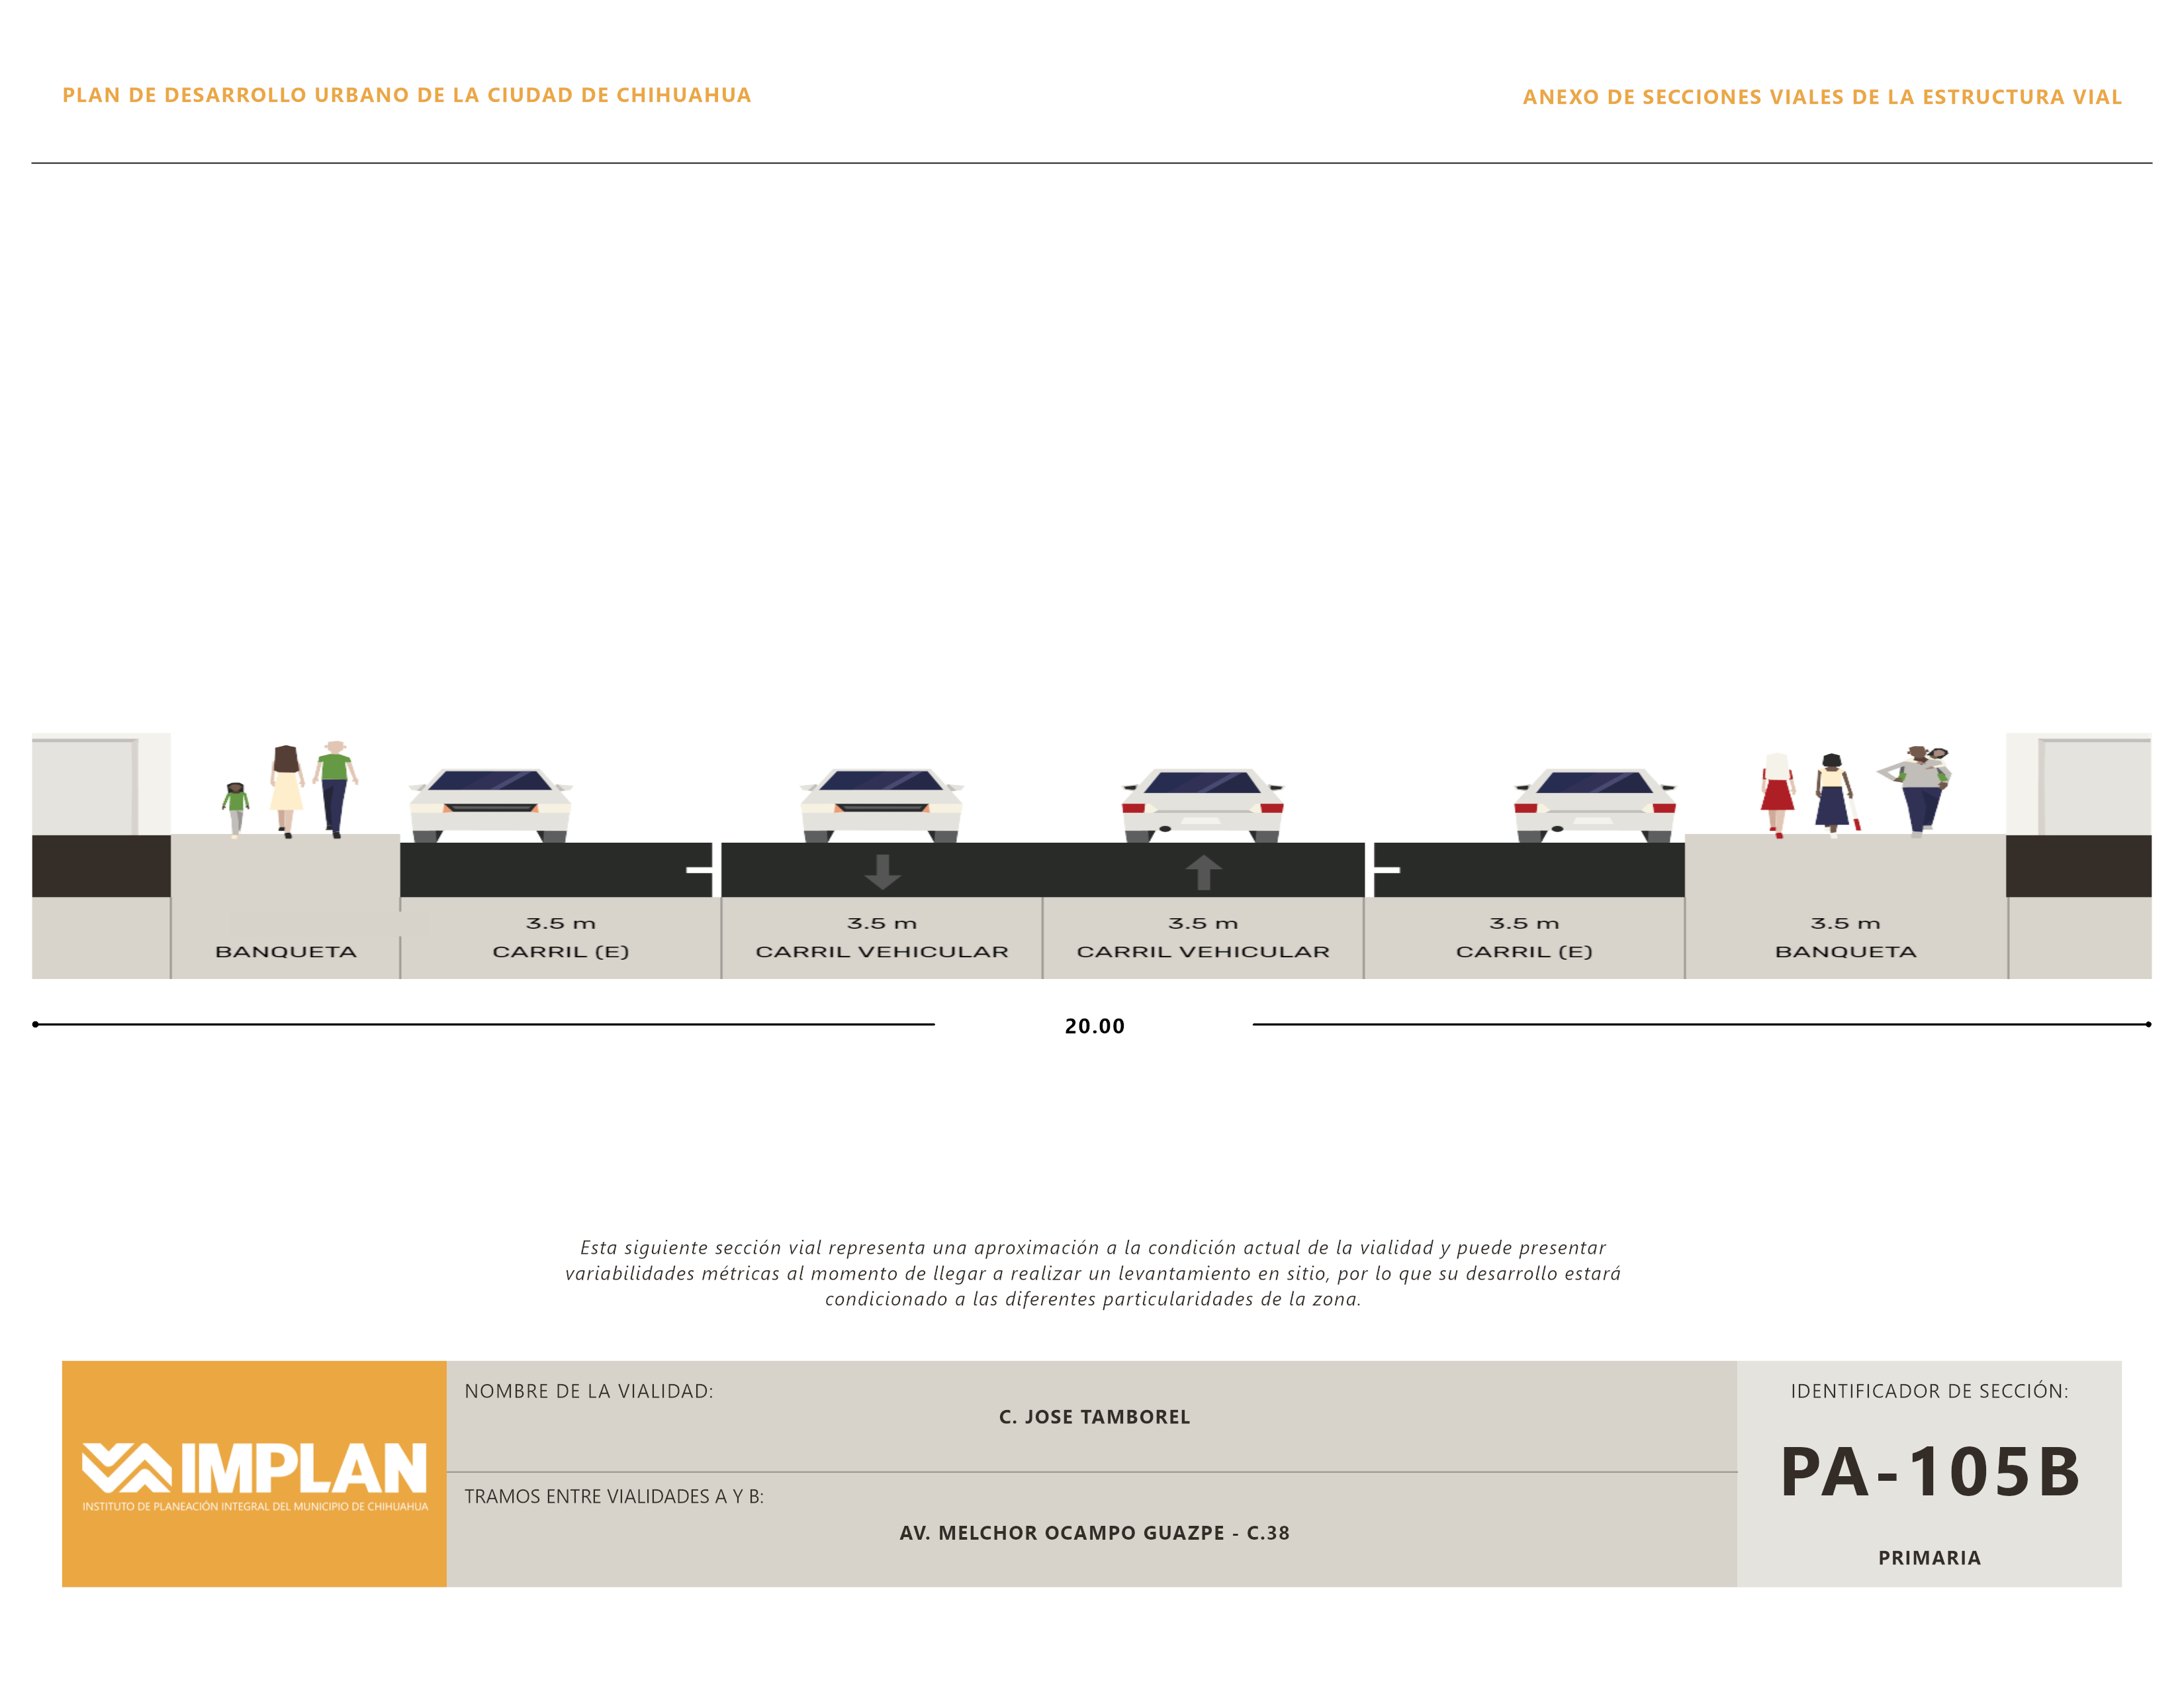 PLAN DE DESARROLLO URBANO DE LA CIUDAD DE CHIHUAHUA
ANEXO DE SECCIONES VIALES DE LA ESTRUCTURA VIAL
3.5 m 3.5 m 3.5 m 3.5 m 3.5 m
BANQUETA CARRIL (E) CARRIL VEHICULAR CARRIL VEHICULAR CARRIL (E) BANQUETA
20.00
Esta siguiente sección vial representa una aproximación a la condición actual de la vialidad y puede presentar
variabilidades métricas al momento de llegar a realizar un levantamiento en sitio, por lo que su desarrollo estará
condicionado a las diferentes particularidades de la zona.
IMPLAN
INSTITUTO DE PLANEACIÓN INTEGRAL DEL MUNICIPIO DE CHIHUAHUA
NOMBRE DE LA VIALIDAD:
C. JOSE TAMBOREL
TRAMOS ENTRE VIALIDADES A Y B:
AV. MELCHOR OCAMPO GUAZPE - C.38
IDENTIFICADOR DE SECCIÓN:
PA-105B
PRIMARIA